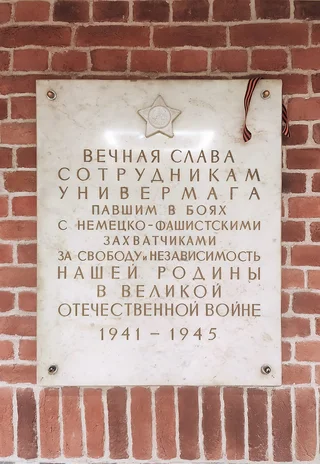 ВЕЧНАЯ СЛАВА
СОТРУДНИКАМ
УНИВЕРМАГА
ПАВШИМ В БОЯХ
С НЕМЕЦКО-ФАШИСТСКИМИ
ЗАХВАТЧИКАМИ
ЗА СВОБОДУ и НЕЗАВИСИМОСТЬ
НАШЕЙ РОДИНЫ
В ВЕЛИКОЙ
ОТЕЧЕСТВЕННОЙ ВОЙНЕ
1941 – 1945